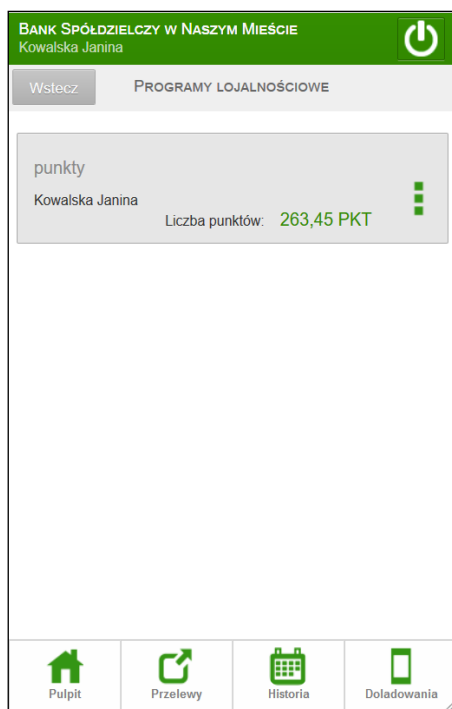 Bank Spółdzielczy w Naszym Mieście
Kowalska Janina
Wstecz Programy lojalnościowe
punkty
Kowalska Janina
Liczba punktów: 263,45 PKT
Pulpit Przelewy Historia Doladowania